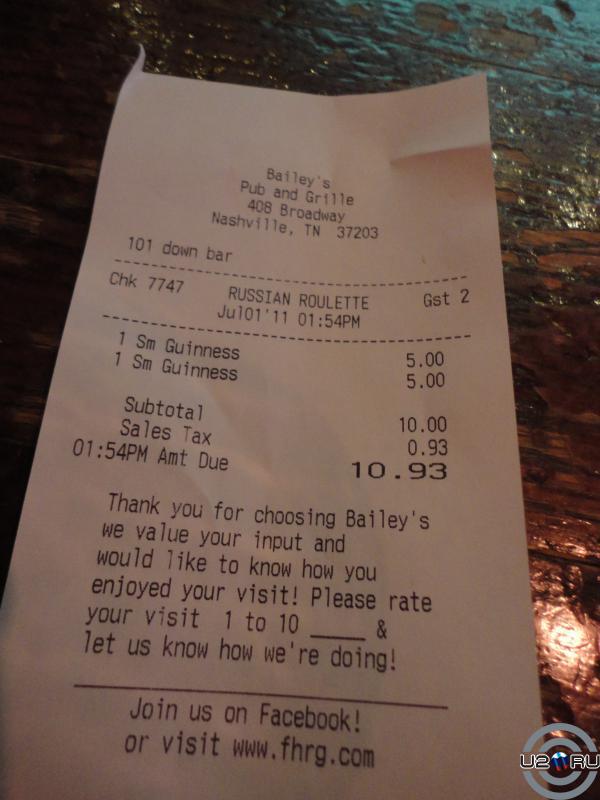 Bailey's
Pub and Grille
408 Broadway
Nashville, TN 37203
101 down bar
Chk 7747 RUSSIAN ROULETTE Gst 2
Jul01'11 01:54PM
1 Sm Guinness 5.00
1 Sm Guinness 5.00
Subtotal 10.00
Sales Tax 0.93
01:54PM Amt Due 10.93
Thank you for choosing Bailey's
we value your input and
would like to know how you
enjoyed your visit! Please rate
your visit 1 to 10 ____ &
let us know how we're doing!
Join us on Facebook!
or visit www.fhrg.com
U2 RU